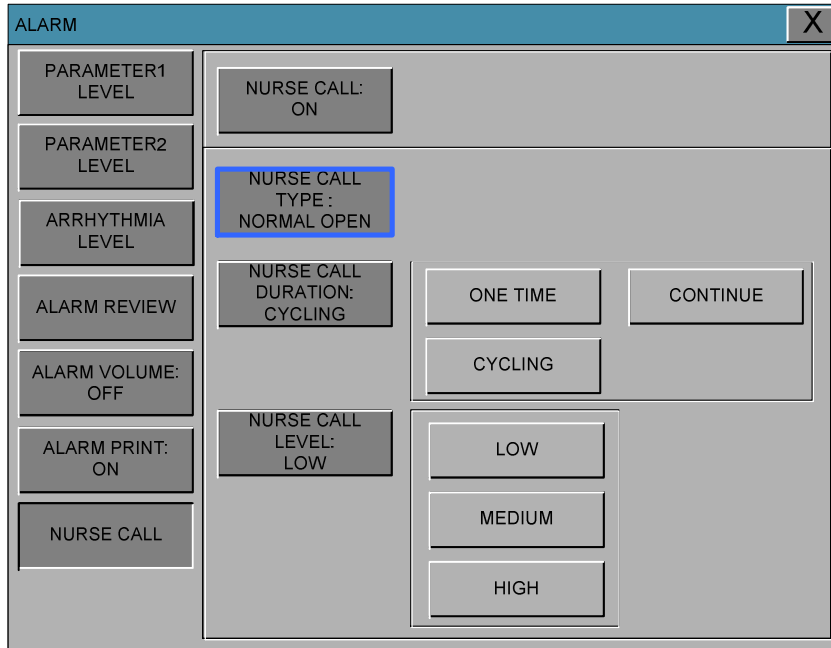 ALARM
X
PARAMETER1
LEVEL
PARAMETER2
LEVEL
ARRHYTHMIA
LEVEL
ALARM REVIEW
ALARM VOLUME:
OFF
ALARM PRINT:
ON
NURSE CALL
NURSE CALL:
ON
NURSE CALL
TYPE :
NORMAL OPEN
NURSE CALL
DURATION:
CYCLING
ONE TIME
CONTINUE
CYCLING
NURSE CALL
LEVEL:
LOW
LOW
MEDIUM
HIGH